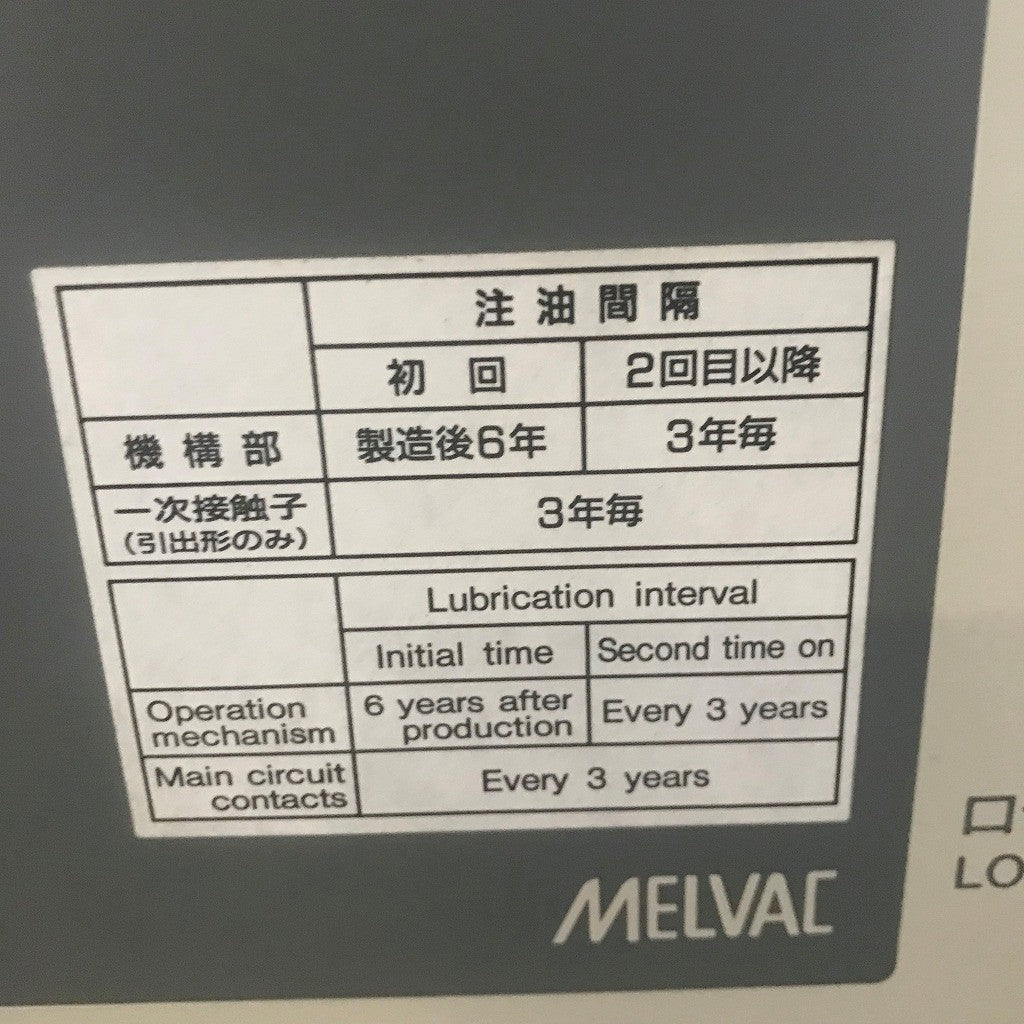 注油間隔
初回 2回目以降
機構部 製造後6年 3年毎
一次接触子
(引出形のみ) 3年毎
Lubrication interval
Initial time Second time on
Operation mechanism 6 years after production Every 3 years
Main circuit contacts Every 3 years
MELVAC
ロ
LO